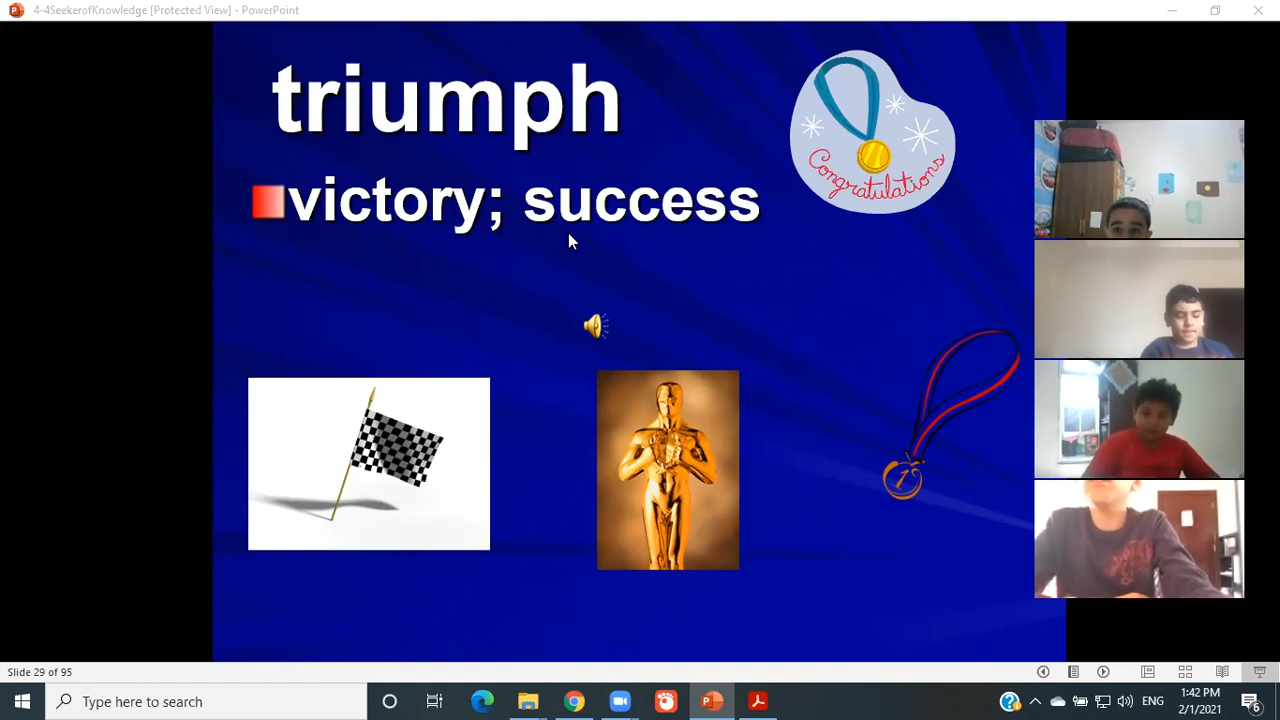 4-4SeekerofKnowledge [Protected View] - PowerPoint
triumph
victory; success
Congratulations
1
Slide 29 of 95
Type here to search
ENG
1:42 PM
2/1/2021
6